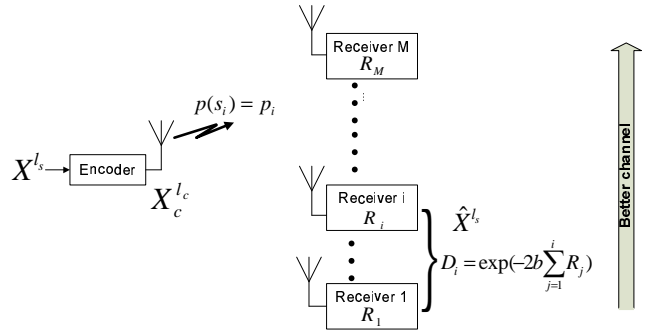 Receiver M
R_M
p(s_i) = p_i
X^{l_s}
Encoder
X_c^{l_c}
Receiver i
R_i
X̂^{l_s}
D_i = exp(-2b∑_{j=1}^{i} R_j)
Receiver 1
R_1
Better channel